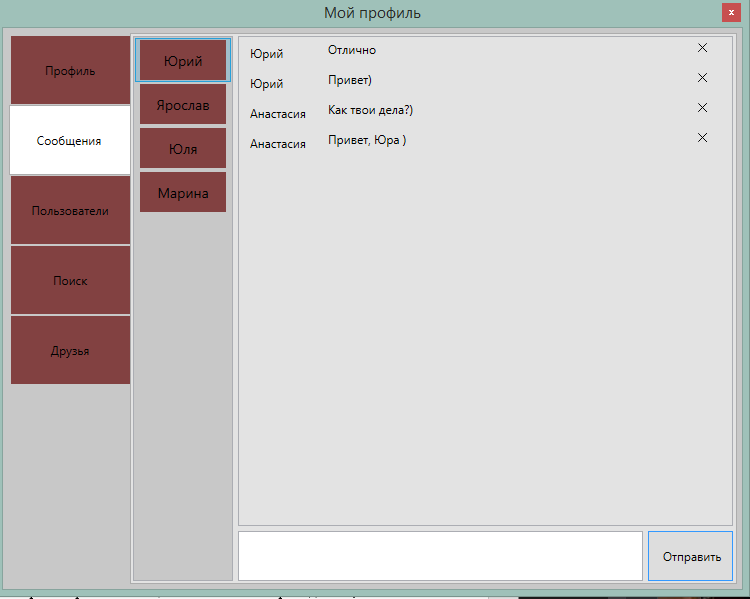 Мой профиль
Профиль
Сообщения
Пользователи
Поиск
Друзья
Юрий
Ярослав
Юля
Марина
Юрий Отлично
Юрий Привет)
Анастасия Как твои дела?)
Анастасия Привет, Юра )
Отправить